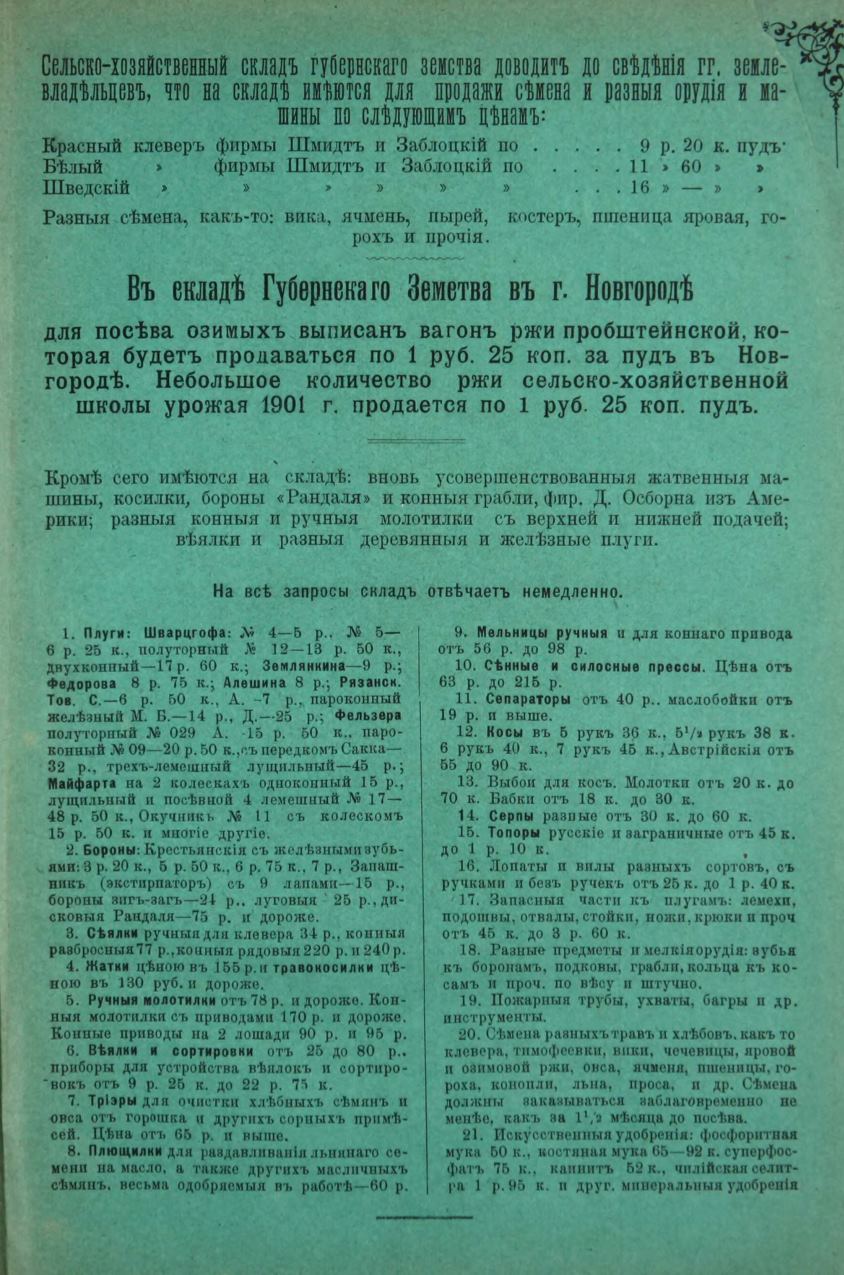 Сельско-хозяйственный складъ губернскаго земства доводитъ до свѣдѣнія гг. земле-
владѣльцевъ, что на складѣ имѣются для продажи сѣмена и разныя орудія и ма-
шины по слѣдующимъ цѣнамъ:
Красный клеверъ фирмы Шмидтъ и Заблоцкій по . . . . . 9 р. 20 к. пудъ
Бѣлый » фирмы Шмидтъ и Заблоцкій по . . . . 11 » 60 » »
Шведскій » » » » » » . . . 16 » — » »
Разныя сѣмена, какъ-то: вика, ячмень, пырей, костеръ, пшеница яровая, го-
рохъ и прочія.
Въ складѣ Губернскаго Земства въ г. Новгородѣ
для посѣва озимыхъ выписанъ вагонъ ржи пробштейнской, ко-
торая будетъ продаваться по 1 руб. 25 коп. за пудъ въ Нов-
городѣ. Небольшое количество ржи сельско-хозяйственной
школы урожая 1901 г. продается по 1 руб. 25 коп. пудъ.
Кромѣ сего имѣются на складѣ: вновь усовершенствованныя жатвенныя ма-
шины, косилки, бороны «Рандаля» и конныя грабли, фир. Д. Осборна изъ Аме-
рики; разныя конныя и ручныя молотилки съ верхней и нижней подачей;
вѣялки и разныя деревянныя и желѣзные плуги.
На всѣ запросы складъ отвѣчаетъ немедленно.
1. Плуги: Шварцгофа: № 4—5 р.. № 5—
6 р. 25 к., полуторный № 12—13 р. 50 к.,
двухконный—17 р. 60 к.; Землянкина—9 р.;
Федорова 8 р. 75 к.; Алешина 8 р.; Рязанск.
Тов. С.—6 р. 50 к., А. -7 р., пароконный
желѣзный М. Б.—14 р., Д.—25 р.; Фельзера
полуторный № 029 А. -15 р. 50 к., паро-
конный № 09—20 р. 50 к., съ передкомъ Сакка—
32 р., трехъ-лемешный лущильный—45 р.;
Майфарта на 2 колескахъ одноконный 15 р.,
лущильный и посѣвной 4 лемешный № 17—
48 р. 50 к., Окучникъ № 11 съ колескомъ
15 р. 50 к. и многіе другіе.
2. Бороны: Крестьянскія съ желѣзными зубь-
ями: 3 р. 20 к., 5 р. 50 к., 6 р. 75 к., 7 р., Запаш-
никъ (экстирпаторъ) съ 9 лапами—15 р.,
бороны зигъ-загъ—24 р., луговыя 25 р., ди-
сковыя Рандаля—75 р. и дороже.
3. Сѣялки ручныя для клевера 34 р., конныя
разбросныя 77 р., конныя рядовыя 220 р. и 240 р.
4. Жатки цѣною въ 155 р. и травокосилки цѣ-
ною въ 130 руб. и дороже.
5. Ручныя молотилки отъ 78 р. и дороже. Кон-
ныя молотилки съ приводами 170 р. и дороже.
Конные приводы на 2 лошади 90 р. и 95 р.
6. Вѣялки и сортировки отъ 25 до 80 р..
приборы для устройства вѣялокъ и сортиро-
вокъ отъ 9 р. 25 к. до 22 р. 75 к.
7. Тріэры для очистки хлѣбныхъ сѣмянъ и
овса отъ горошка и другихъ сорныхъ примѣ-
сей. Цѣна отъ 65 р. и выше.
8. Плющилки для раздавливанія льнянаго сѣ-
мени на масло, а также другихъ масличныхъ
сѣмянъ, весьма одобряемыя въ работѣ—60 р.
9. Мельницы ручныя и для коннаго привода
отъ 56 р. до 98 р.
10. Сѣнные и силосные прессы. Цѣна отъ
63 р. до 215 р.
11. Сепараторы отъ 40 р.. маслобойки отъ
19 р. и выше.
12. Косы въ 5 рукъ 36 к., 5½ рукъ 38 к.
6 рукъ 40 к., 7 рукъ 45 к., Австрійскія отъ
55 до 90 к.
13. Выбои для косъ. Молотки отъ 20 к. до
70 к. Бабки отъ 18 к. до 30 к.
14. Серпы разные отъ 30 к. до 60 к.
15. Топоры русскіе и заграничные отъ 45 к.
до 1 р. 10 к.
16. Лопаты и вилы разныхъ сортовъ, съ
ручками и безъ ручекъ отъ 25 к. до 1 р. 40 к.
17. Запасныя части къ плугамъ: лемехи,
подошвы, отвалы, стойки, ножи, крюки и проч
отъ 45 к. до 3 р. 60 к.
18. Разные предметы и мелкія орудія: зубья
къ боронамъ, подковы, грабли, кольца къ ко-
самъ и проч. по вѣсу и штучно.
19. Пожарныя трубы, ухваты, багры и др.
инструменты.
20. Сѣмена разныхъ травъ и хлѣбовъ, какъ то
клевера, тимофеевки, вики, чечевицы, яровой
и озимовой ржи, овса, ячменя, пшеницы, го-
роха, конопли, льна, проса, и др. Сѣмена
должны заказываться заблаговременно не
менѣе, какъ за 1½ мѣсяца до посѣва.
21. Искусственныя удобренія: фосфоритная
мука 50 к., костяная мука 65—92 к. суперфос-
фатъ 75 к., каинитъ 52 к., чилійская селит-
ра 1 р. 95 к. и друг. минеральныя удобренія